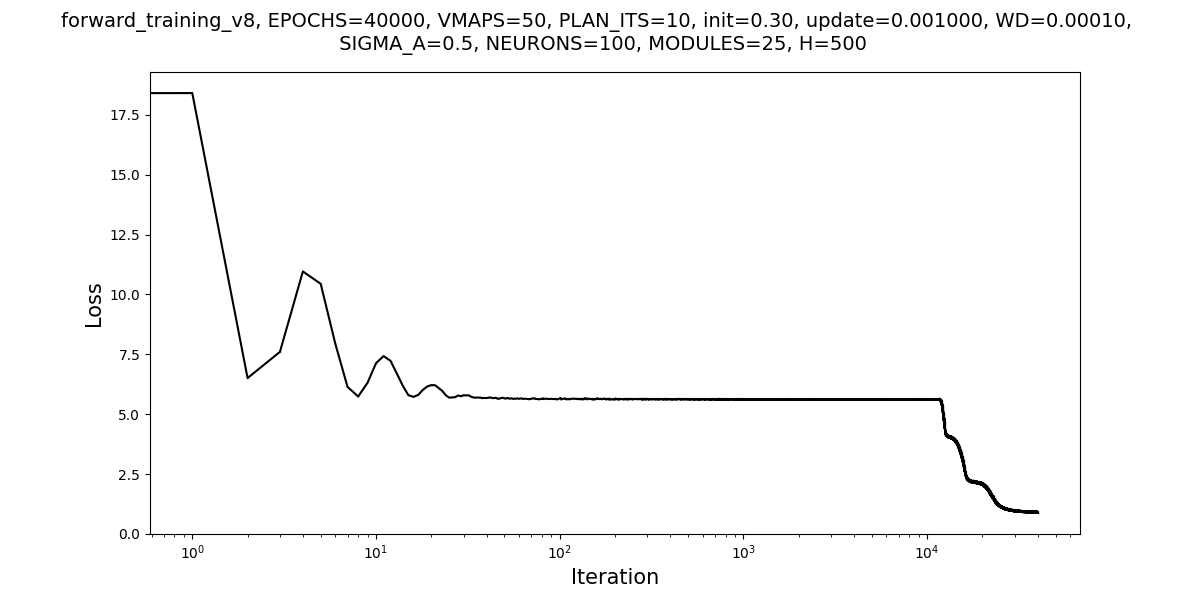 forward_training_v8, EPOCHS=40000, VMAPS=50, PLAN_ITS=10, init=0.30, update=0.001000, WD=0.00010,
SIGMA_A=0.5, NEURONS=100, MODULES=25, H=500
Loss
17.5
15.0
12.5
10.0
7.5
5.0
2.5
0.0
10⁰ 10¹ 10² 10³ 10⁴
Iteration